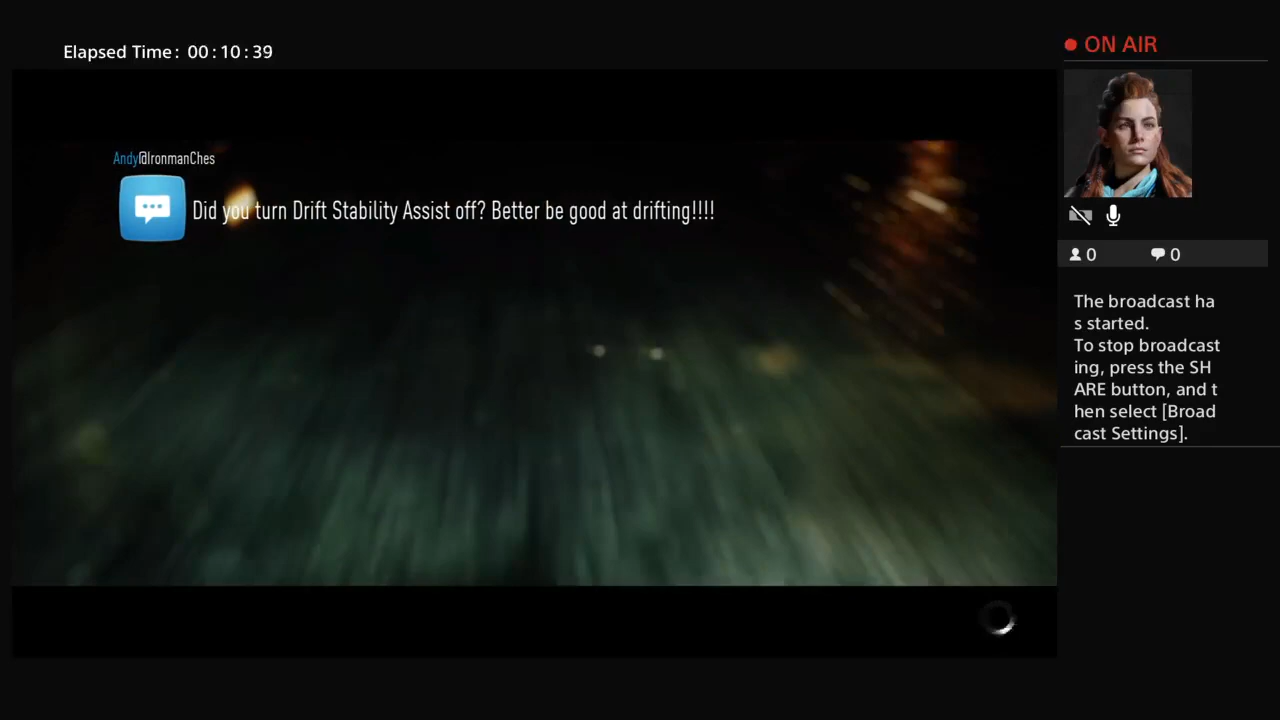 Elapsed Time: 00:10:39
ON AIR
Andy@IronmanChes
Did you turn Drift Stability Assist off? Better be good at drifting!!!!
0 0
The broadcast ha
s started.
To stop broadcast
ing, press the SH
ARE button, and t
hen select [Broad
cast Settings].